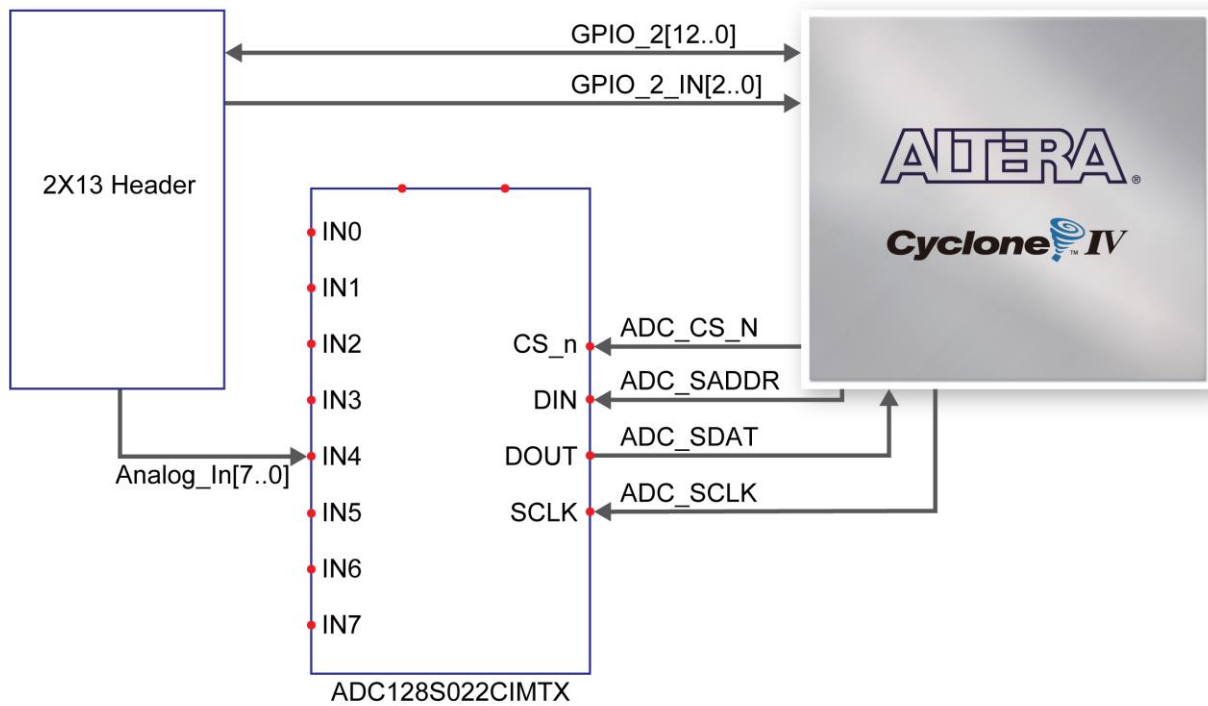 GPIO_2[12..0]
GPIO_2_IN[2..0]
2X13 Header
ALTERA®
Cyclone™ IV
IN0
IN1
IN2
IN3
IN4
IN5
IN6
IN7
Analog_In[7..0]
CS_n
DIN
DOUT
SCLK
ADC_CS_N
ADC_SADDR
ADC_SDAT
ADC_SCLK
ADC128S022CIMTX